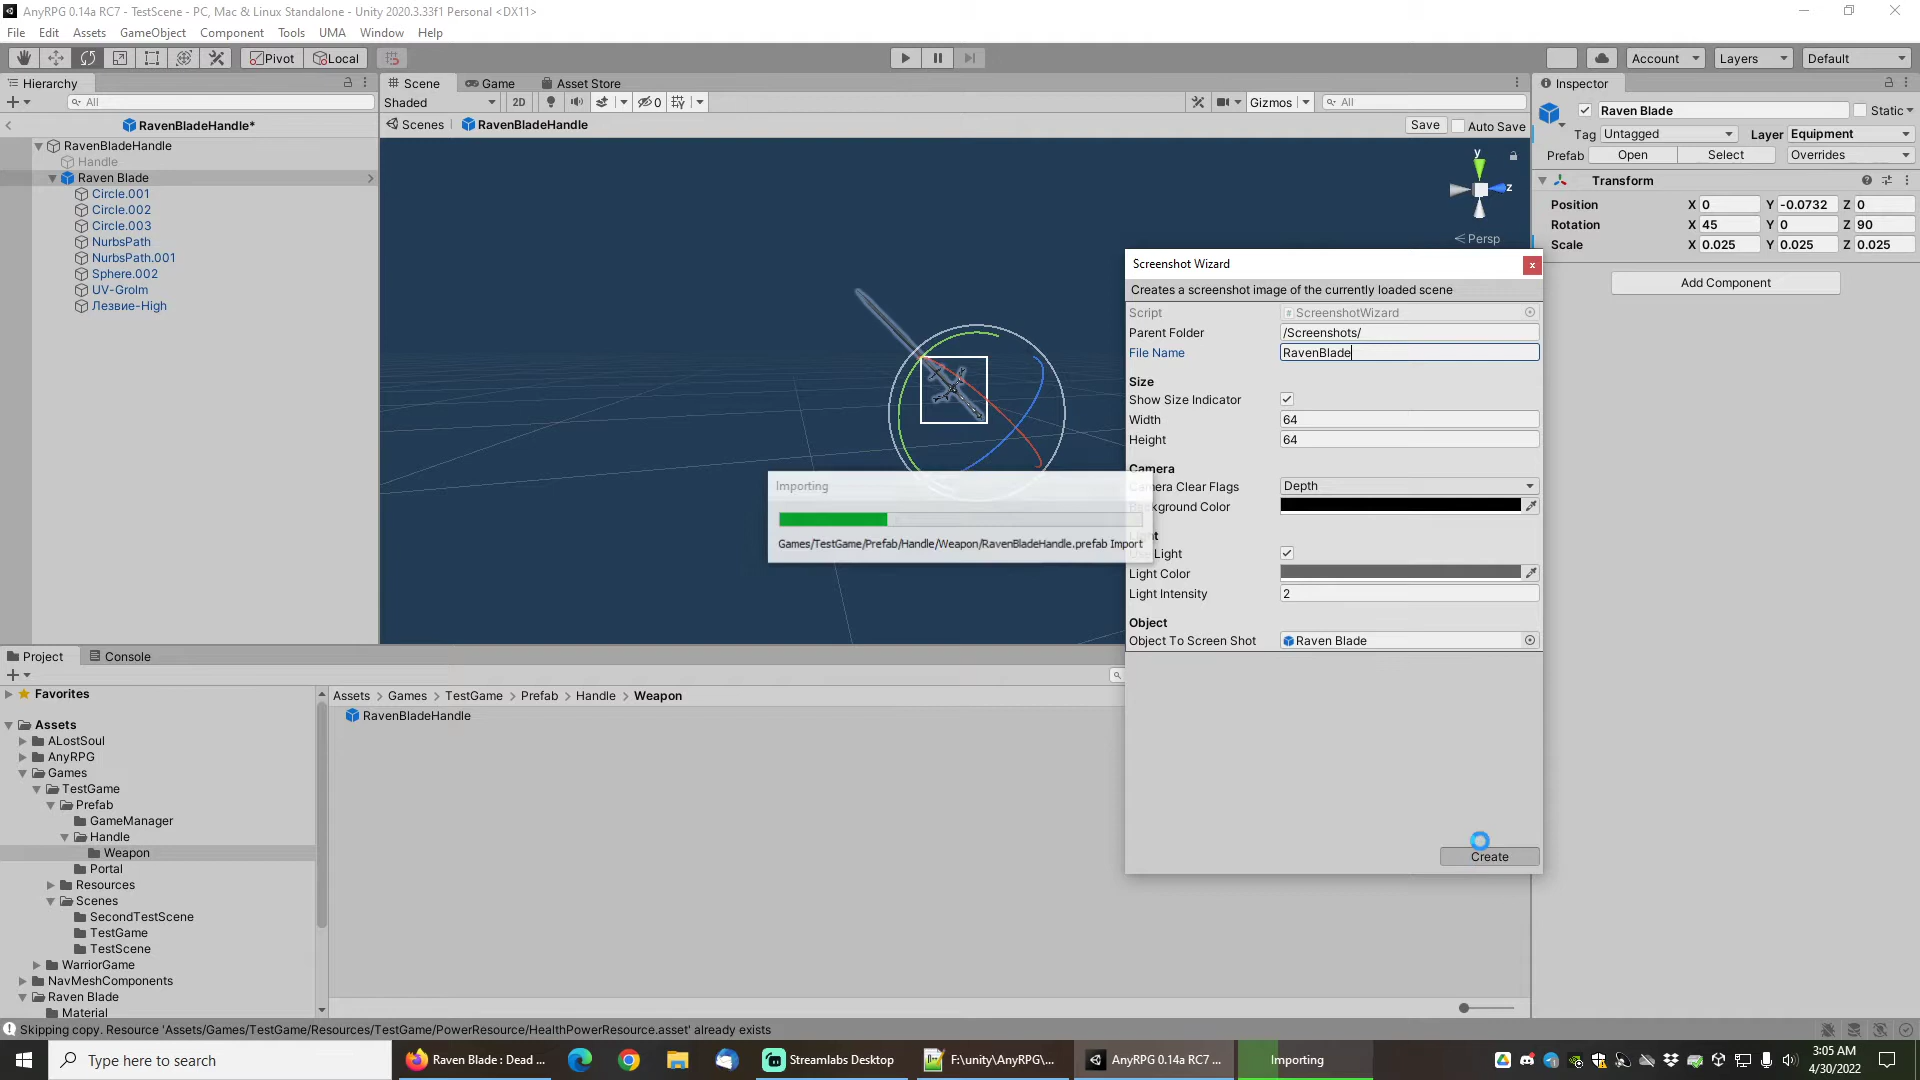 AnyRPG 0.14a RC7 - TestScene - PC, Mac & Linux Standalone - Unity 2020.3.33f1 Personal <DX11>
File Edit Assets GameObject Component Tools UMA Window Help
Pivot Local Account Layers Default
Hierarchy
All
RavenBladeHandle*
RavenBladeHandle
Handle
Raven Blade
Circle.001
Circle.002
Circle.003
NurbsPath
NurbsPath.001
Sphere.002
UV-Grolm
Лезвие-High
Scene Game Asset Store
Shaded 2D 0 Gizmos All
Scenes RavenBladeHandle Save Auto Save
y
z
Persp
Inspector
Raven Blade Static
Tag Untagged Layer Equipment
Prefab Open Select Overrides
Transform
Position X 0 Y -0.0732 Z 0
Rotation X 45 Y 0 Z 90
Scale X 0.025 Y 0.025 Z 0.025
Add Component
Screenshot Wizard
x
Creates a screenshot image of the currently loaded scene
Script # ScreenshotWizard
Parent Folder /Screenshots/
File Name RavenBlade
Size
Show Size Indicator
Width 64
Height 64
Camera
Camera Clear Flags Depth
Background Color
Light
Use Light
Light Color
Light Intensity 2
Object
Object To Screen Shot Raven Blade
Create
Importing
Games/TestGame/Prefab/Handle/Weapon/RavenBladeHandle.prefab Import
Project Console
Favorites
Assets
ALostSoul
AnyRPG
Games
TestGame
Prefab
GameManager
Handle
Weapon
Portal
Resources
Scenes
SecondTestScene
TestGame
TestScene
WarriorGame
NavMeshComponents
Raven Blade
Material
Assets > Games > TestGame > Prefab > Handle > Weapon
RavenBladeHandle
Skipping copy. Resource 'Assets/Games/TestGame/Resources/TestGame/PowerResource/HealthPowerResource.asset' already exists
Type here to search
Raven Blade : Dead ...
Streamlabs Desktop
F:\unity\AnyRPG\...
AnyRPG 0.14a RC7 ...
Importing
3:05 AM
4/30/2022